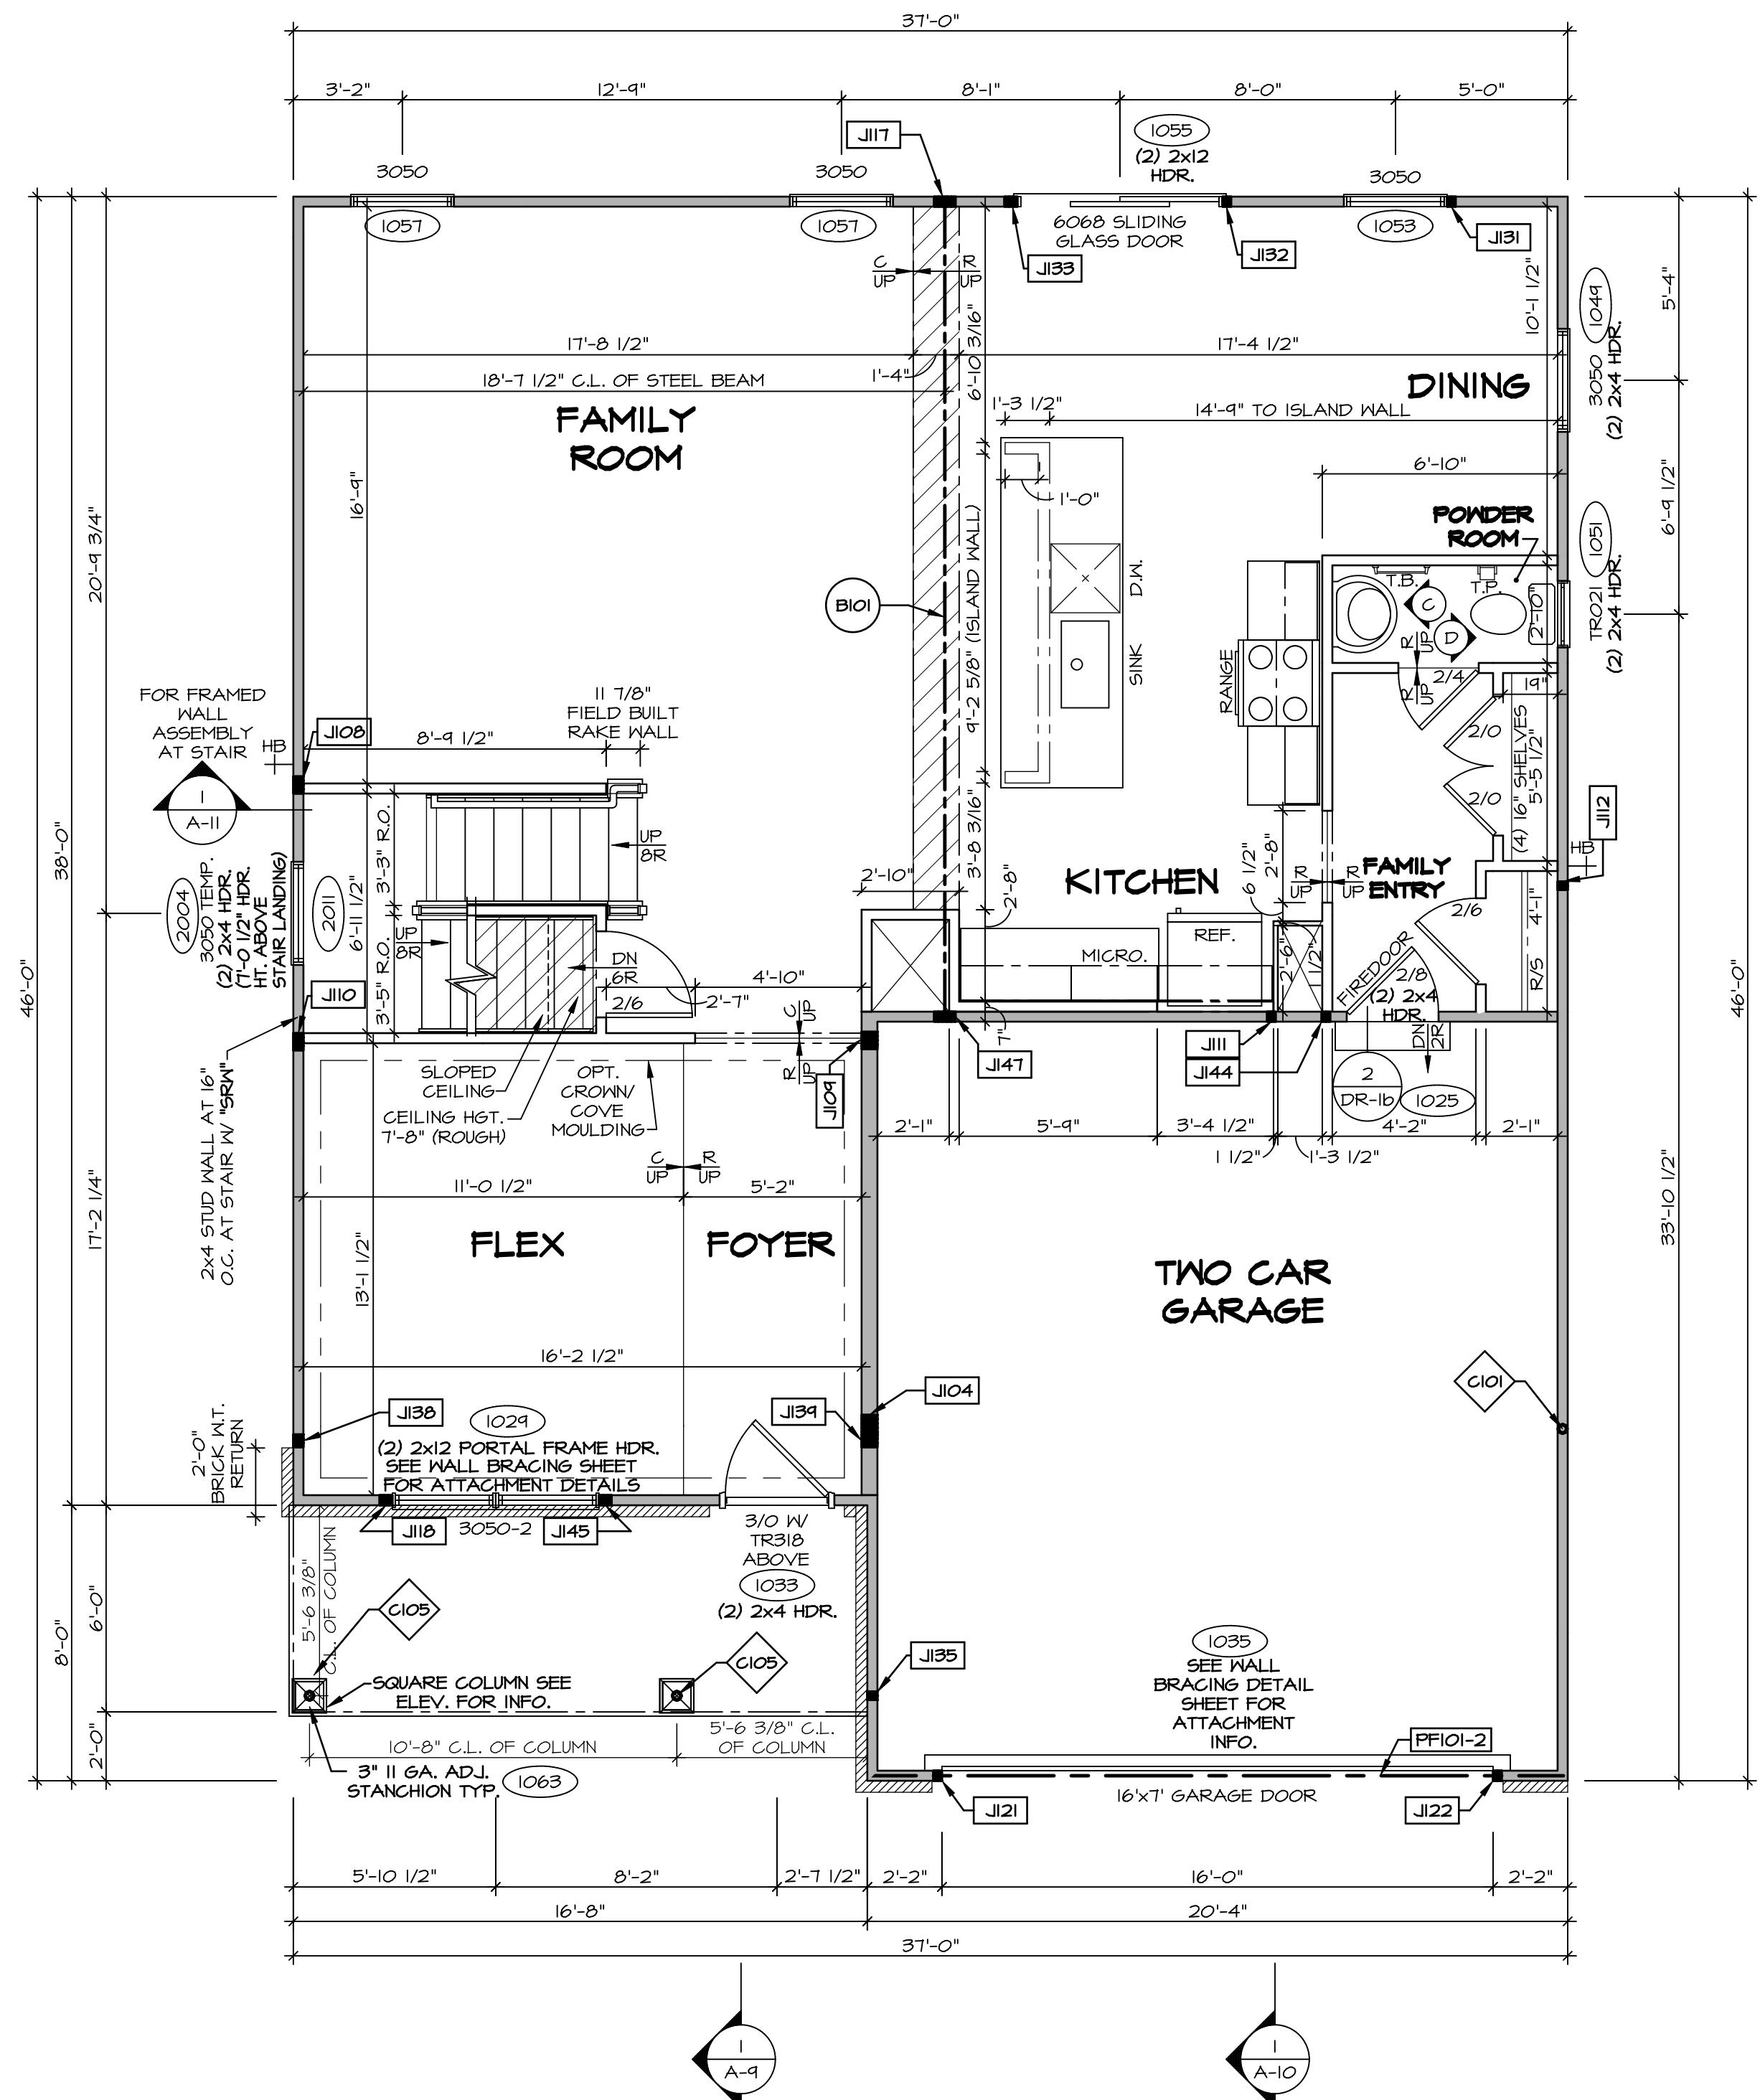 37'-0"
3'-2"
12'-9"
8'-1"
8'-0"
5'-0"
J117
1055
(2) 2x12
HDR.
3050
3050
3050
1057
1057
6068 SLIDING
GLASS DOOR
1053
J131
J133
J132
C
UP
R
UP
10'-1 1/2"
1049
3050
(2) 2x4 HDR.
5'-4"
6'-10 3/16"
17'-8 1/2"
17'-4 1/2"
1'-4"
18'-7 1/2" C.L. OF STEEL BEAM
DINING
FAMILY
ROOM
1'-3 1/2"
14'-9" TO ISLAND WALL
6'-10"
16'-9"
1'-0"
20'-9 3/4"
6'-9 1/2"
POWDER
ROOM
1051
TR021
(2) 2x4 HDR.
9'-2 5/8" (ISLAND WALL)
D.W.
SINK
B101
T.B.
T.P.
C
D
2'-10"
R
UP
R
UP
2/4
19"
RANGE
FOR FRAMED
WALL
ASSEMBLY
AT STAIR
HB
J108
8'-9 1/2"
11 7/8"
FIELD BUILT
RAKE WALL
2/0
2/0
(4) 16" SHELVES
5'-5 1/2"
J112
HB
1
A-11
38'-0"
46'-0"
46'-0"
3'-3" R.O.
UP
8R
3'-8 3/16"
2'-10"
2'-8"
KITCHEN
6 1/2"
2'-8"
R
UP
R
UP
FAMILY
ENTRY
2004
3050 TEMP.
(2) 2x4 HDR.
(7'-0 1/2" HDR.
HT. ABOVE
STAIR LANDING)
2011
6'-11 1/2"
3'-5" R.O.
UP
8R
DN
6R
2/6
2'-7"
4'-10"
MICRO.
REF.
2'-6"
1/2"
2/6
4'-1"
R/S
FIREDOOR
2/8
(2) 2x4
HDR.
DN
2R
J110
C
UP
R
UP
J109
7"
J147
J111
J144
2
DR-1b
1025
2x4 STUD WALL AT 16"
O.C. AT STAIR W/ "SRW"
SLOPED
CEILING
CEILING HGT.
7'-8" (ROUGH)
OPT.
CROWN/
COVE
MOULDING
2'-1"
5'-9"
3'-4 1/2"
4'-2"
2'-1"
1 1/2"
1'-3 1/2"
C
UP
R
UP
11'-0 1/2"
5'-2"
17'-2 1/4"
33'-10 1/2"
FLEX
FOYER
13'-1 1/2"
TWO CAR
GARAGE
16'-2 1/2"
J104
C101
J138
1029
J139
2'-0"
BRICK W.T.
RETURN
(2) 2x12 PORTAL FRAME HDR.
SEE WALL BRACING SHEET
FOR ATTACHMENT DETAILS
J118
3050-2
J145
3/0 W/
TR318
ABOVE
1033
(2) 2x4 HDR.
5'-6 3/8"
C.L. OF COLUMN
C105
C105
6'-0"
8'-0"
2'-0"
SQUARE COLUMN SEE
ELEV. FOR INFO.
J135
1035
SEE WALL
BRACING DETAIL
SHEET FOR
ATTACHMENT
INFO.
PF101-2
10'-8" C.L. OF COLUMN
5'-6 3/8" C.L.
OF COLUMN
3" 11 GA. ADJ.
STANCHION TYP.
1063
16'x7' GARAGE DOOR
J121
J122
5'-10 1/2"
8'-2"
2'-7 1/2"
2'-2"
16'-0"
2'-2"
16'-8"
20'-4"
37'-0"
1
A-9
1
A-10